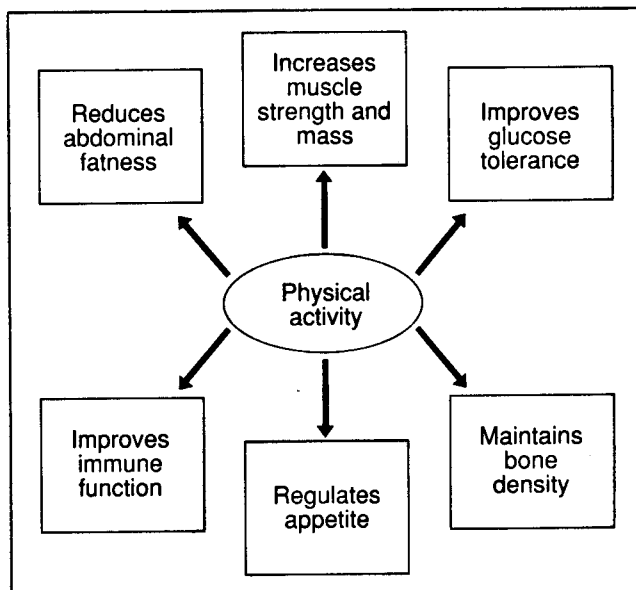 Increases
muscle
strength and
mass
Reduces
abdominal
fatness
Improves
glucose
tolerance
Physical
activity
Improves
immune
function
Regulates
appetite
Maintains
bone
density